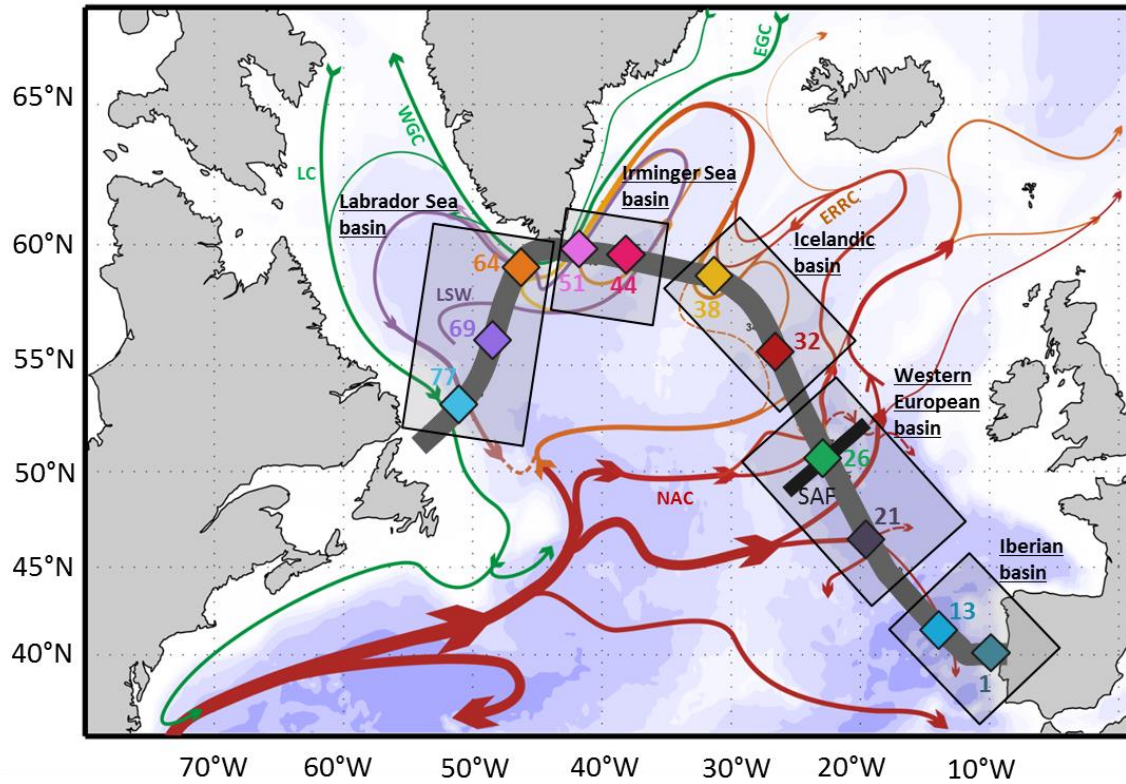 EGC
65°N
WGC
LC
Irminger Sea
basin
Labrador Sea
basin
ERRC
Icelandic
basin
60°N
64
51
44
38
LSW
69
32
55°N
77
Western
European
basin
26
50°N
NAC
SAF
21
Iberian
basin
45°N
13
40°N
1
70°W
60°W
50°W
40°W
30°W
20°W
10°W